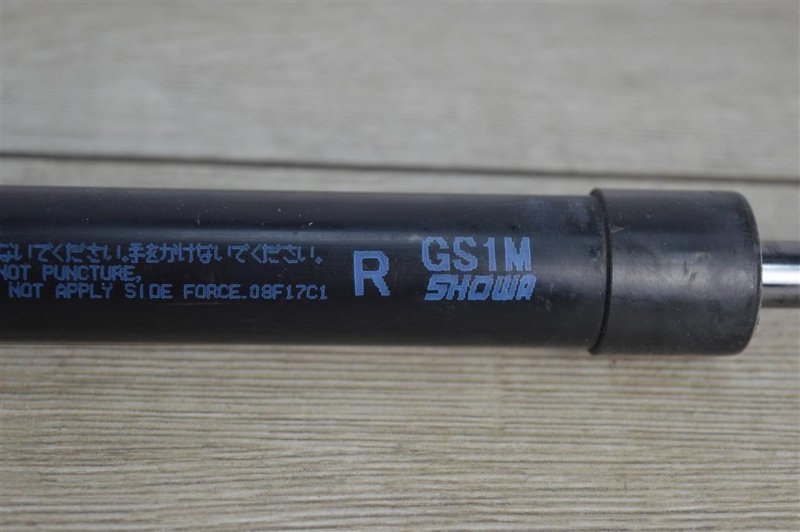 ないでください。手をかけないでください。
NOT PUNCTURE,
NOT APPLY SIDE FORCE.08F17C1
R
GS1M
SHOWA